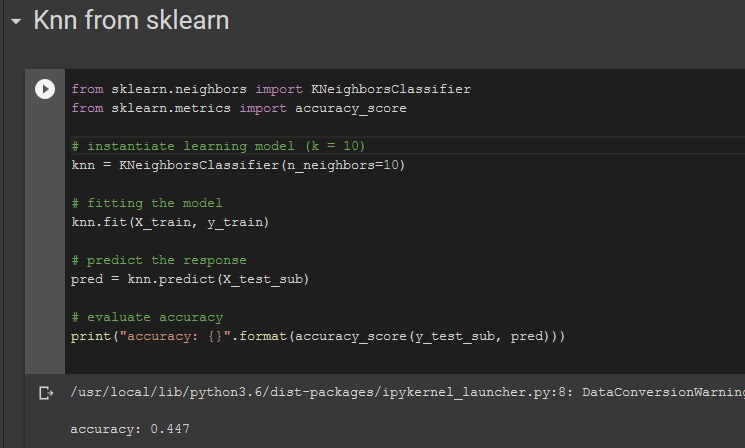 Knn from sklearn
from sklearn.neighbors import KNeighborsClassifier
from sklearn.metrics import accuracy_score
# instantiate learning model (k = 10)
knn = KNeighborsClassifier(n_neighbors=10)
# fitting the model
knn.fit(X_train, y_train)
# predict the response
pred = knn.predict(X_test_sub)
# evaluate accuracy
print("accuracy: {}".format(accuracy_score(y_test_sub, pred)))
/usr/local/lib/python3.6/dist-packages/ipykernel_launcher.py:8: DataConversionWarning
accuracy: 0.447